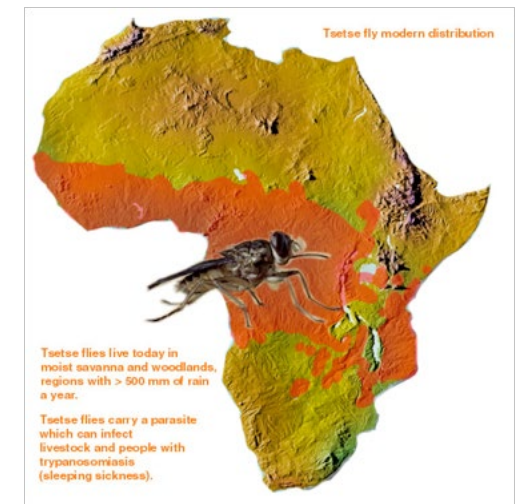 Tsetse fly modern distribution
Tsetse flies live today in
moist savanna and woodlands,
regions with > 500 mm of rain
a year.
Tsetse flies carry a parasite
which can infect
livestock and people with
trypanosomiasis
(sleeping sickness).